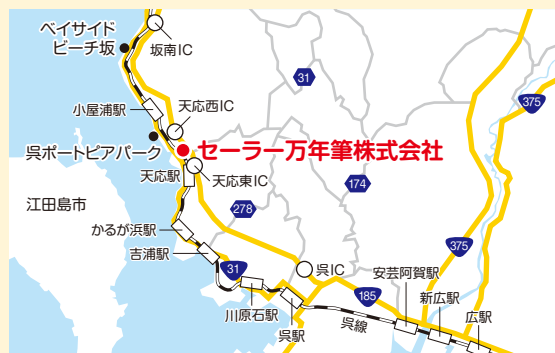 ベイサイド
ビーチ坂
坂南IC
31
375
小屋浦駅
天応西IC
呉ポートピアパーク
セーラー万年筆株式会社
天応駅
天応東IC
174
江田島市
278
かるが浜駅
375
吉浦駅
31
呉IC
安芸阿賀駅
185
新広駅
川原石駅
広駅
呉線
呉駅